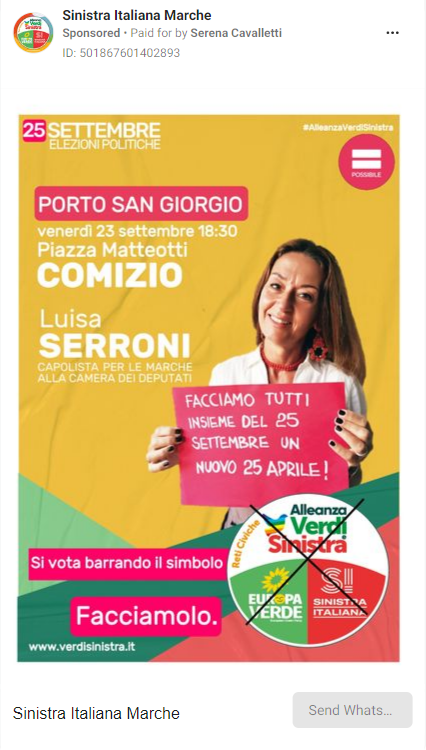 Sinistra Italiana Marche
Sponsored • Paid for by Serena Cavalletti
ID: 501867601402893
25 SETTEMBRE
ELEZIONI POLITICHE
#AlleanzaVerdiSinistra
POSSIBILE
PORTO SAN GIORGIO
venerdì 23 settembre 18:30
Piazza Matteotti
COMIZIO
Luisa
SERRONI
CAPOLISTA PER LE MARCHE
ALLA CAMERA DEI DEPUTATI
FACCIAMO TUTTI
INSIEME DEL 25
SETTEMBRE UN
NUOVO 25 APRILE!
Alleanza
Verdi
Sinistra
Reti Civiche
EUROPA
VERDE
SI
SINISTRA
ITALIANA
Si vota barrando il simbolo
Facciamolo.
www.verdisinistra.it
Sinistra Italiana Marche
Send Whats...